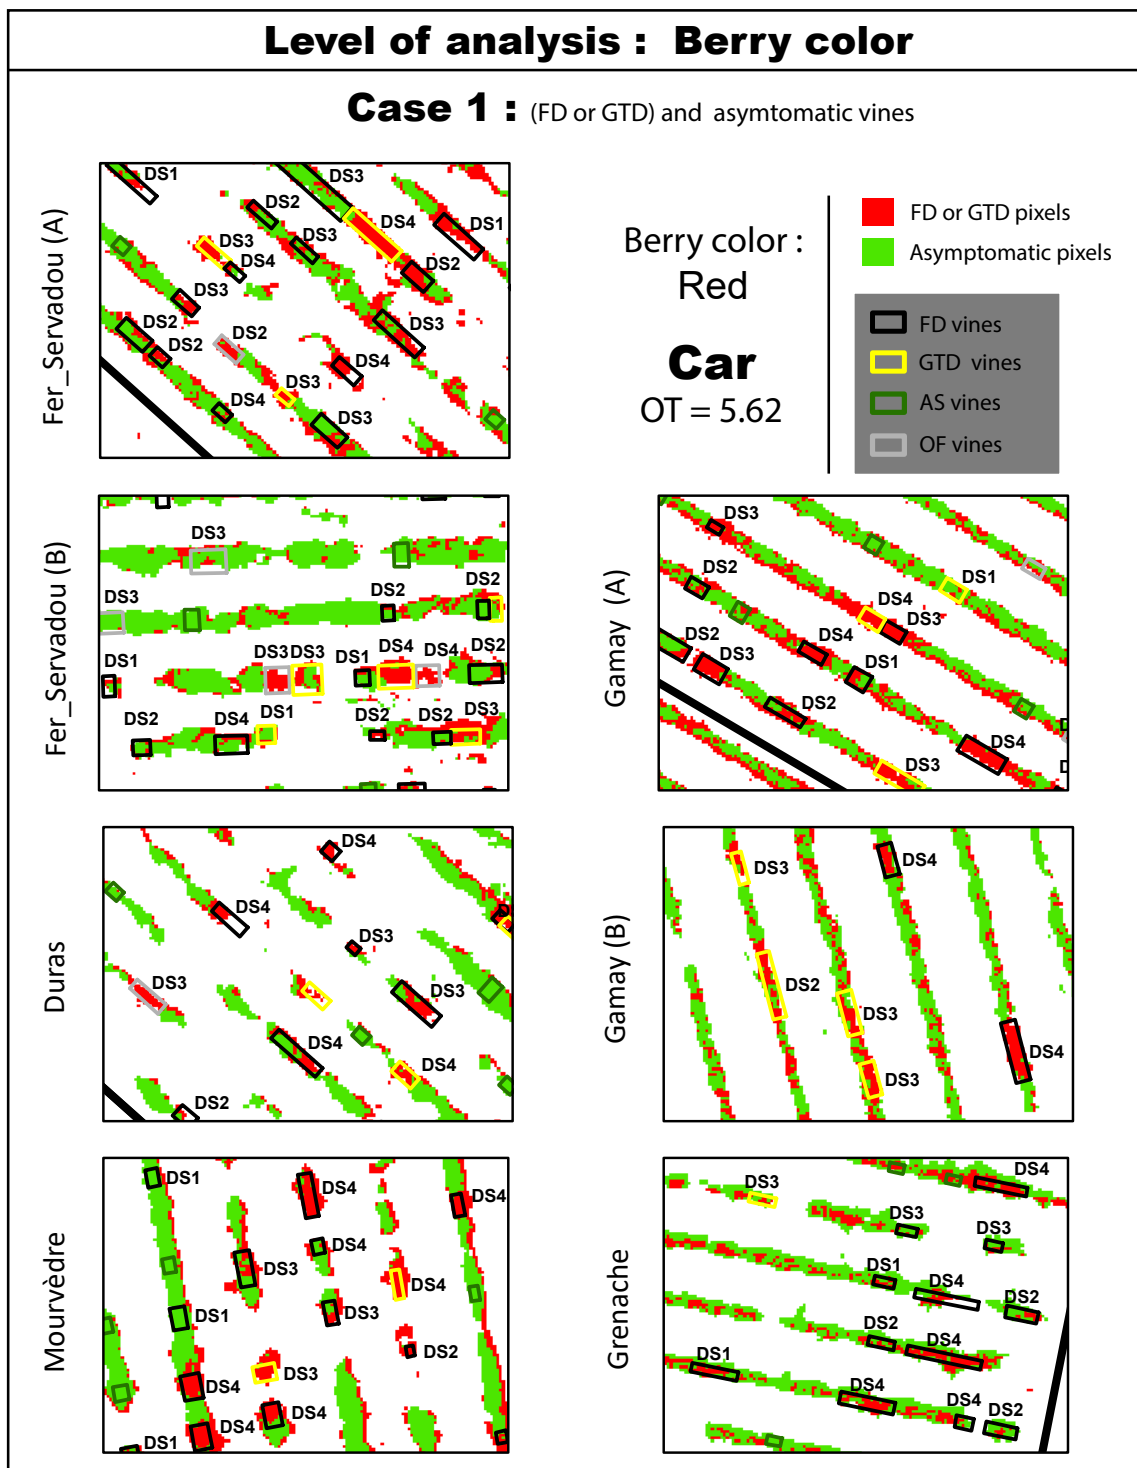 Level of analysis : Berry color
Case 1 : (FD or GTD) and asymtomatic vines
Fer_Servadou (A)
DS1
DS3
DS2
DS4
DS1
DS3
DS3
DS2
DS4
DS3
DS3
DS2
DS2
DS2
DS4
DS3
DS4
DS3
Berry color :
Red
Car
OT = 5.62
FD or GTD pixels
Asymptomatic pixels
FD vines
GTD vines
AS vines
OF vines
Fer_Servadou (B)
DS3
DS3
DS2
DS2
DS1
DS3
DS3
DS1
DS4
DS4
DS2
DS2
DS4
DS1
DS2
DS2
DS3
Gamay (A)
DS3
DS2
DS1
DS4
DS3
DS2
DS3
DS4
DS1
DS2
DS4
DS3
Duras
DS4
DS4
DS3
DS3
DS3
DS4
DS4
DS2
Gamay (B)
DS3
DS4
DS2
DS3
DS4
DS3
Mourvèdre
DS1
DS4
DS4
DS4
DS3
DS4
DS1
DS3
DS2
DS3
DS4
DS4
DS4
DS1
Grenache
DS3
DS4
DS3
DS3
DS1
DS4
DS2
DS2
DS4
DS1
DS4
DS4
DS2